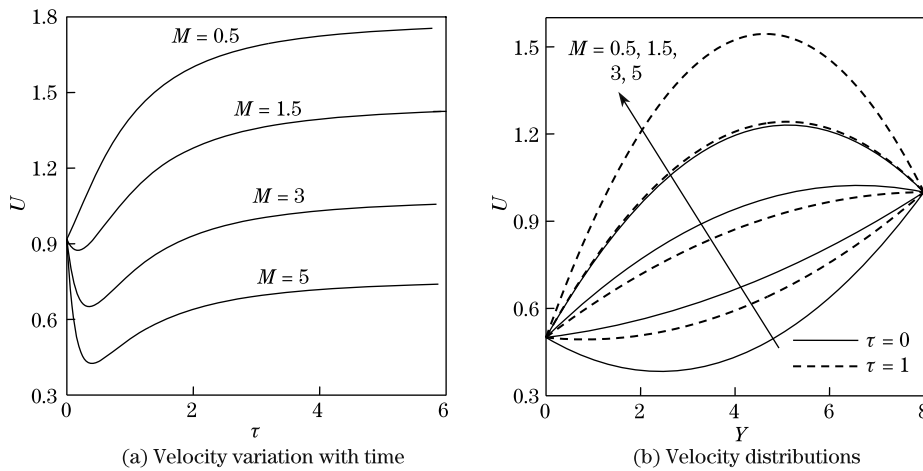 1.8
1.5
1.2
0.9
0.6
0.3
U
M = 0.5
M = 1.5
M = 3
M = 5
0
2
4
6
τ
(a) Velocity variation with time
1.5
1.2
0.9
0.6
0.3
U
M = 0.5, 1.5,
3, 5
τ = 0
τ = 1
0
2
4
6
8
Y
(b) Velocity distributions